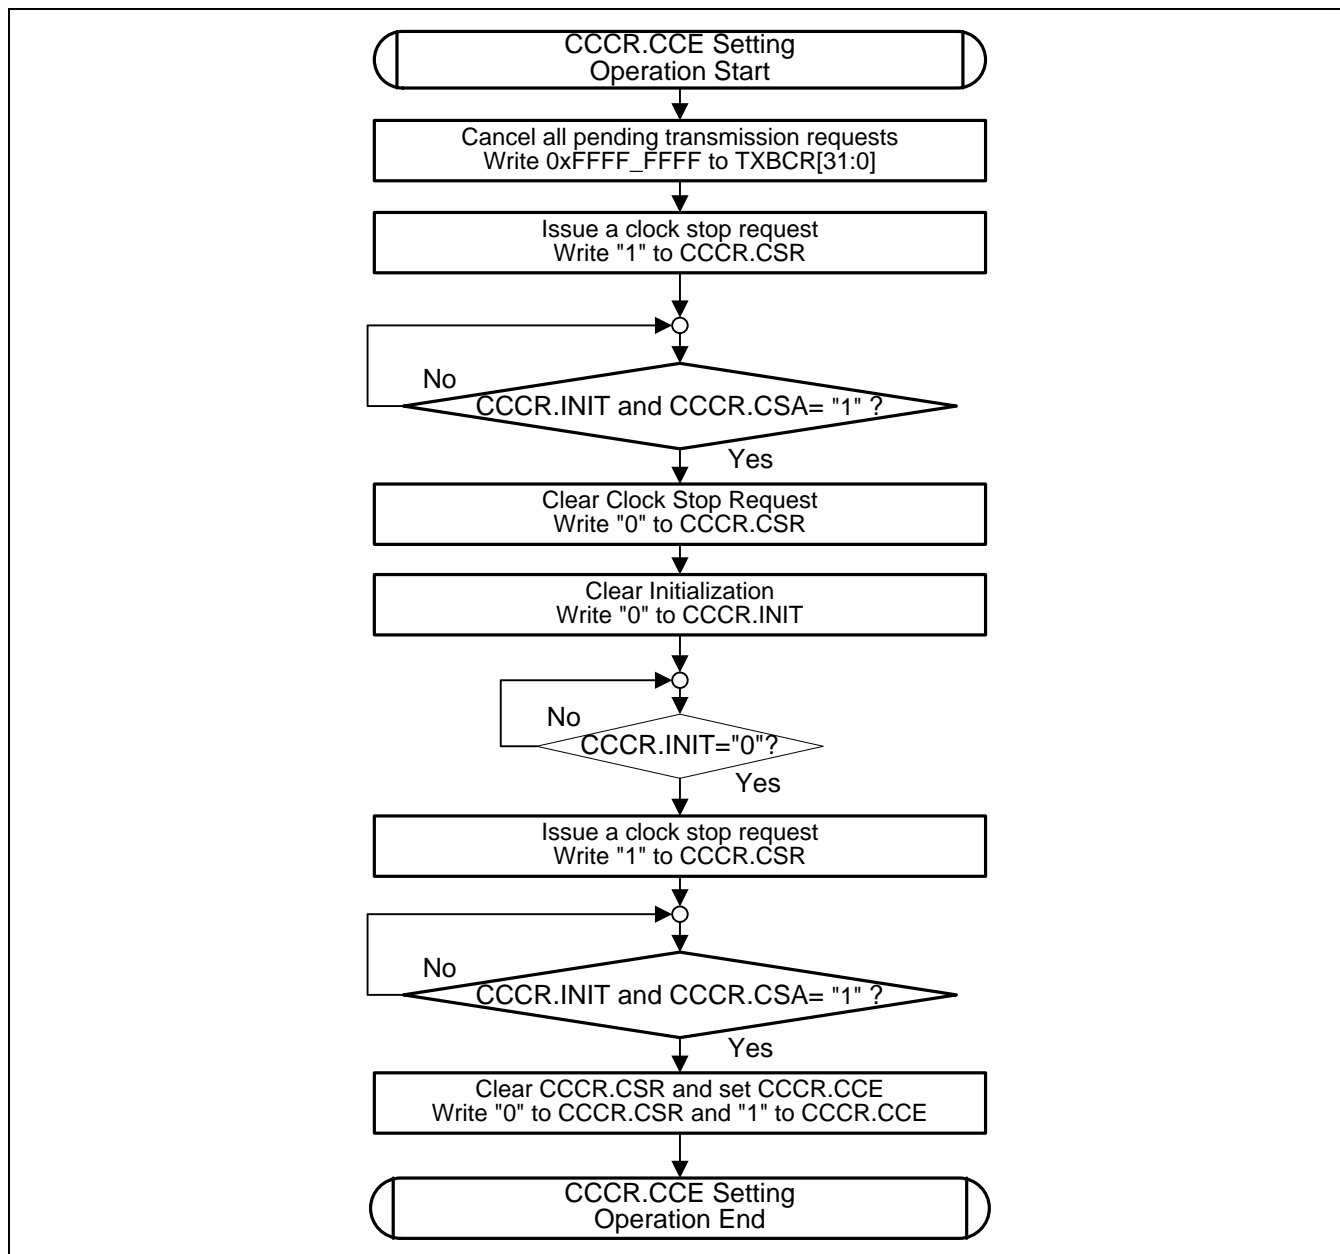 CCCR.CCE Setting
Operation Start
Cancel all pending transmission requests
Write 0xFFFF_FFFF to TXBCR[31:0]
Issue a clock stop request
Write "1" to CCCR.CSR
No
CCCR.INIT and CCCR.CSA= "1" ?
Yes
Clear Clock Stop Request
Write "0" to CCCR.CSR
Clear Initialization
Write "0" to CCCR.INIT
No
CCCR.INIT="0"?
Yes
Issue a clock stop request
Write "1" to CCCR.CSR
No
CCCR.INIT and CCCR.CSA= "1" ?
Yes
Clear CCCR.CSR and set CCCR.CCE
Write "0" to CCCR.CSR and "1" to CCCR.CCE
CCCR.CCE Setting
Operation End